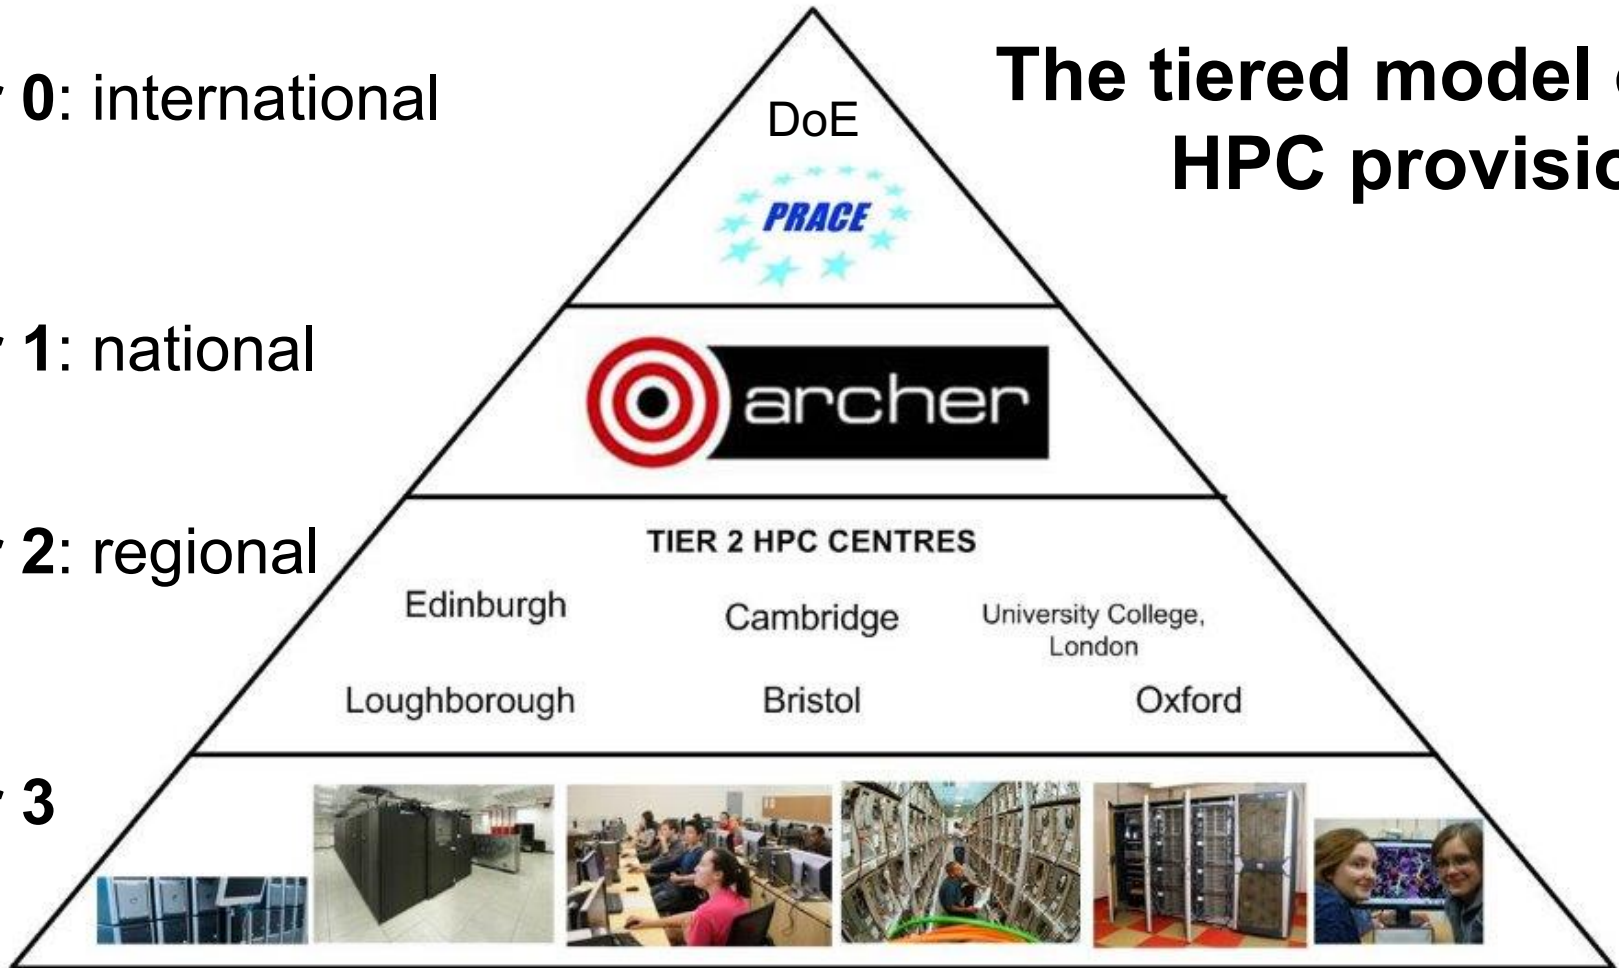 r 0: international
The tiered model
HPC provisio
DoE
PRACE
r 1: national
archer
r 2: regional
TIER 2 HPC CENTRES
Edinburgh
Cambridge
University College,
London
Loughborough
Bristol
Oxford
r 3